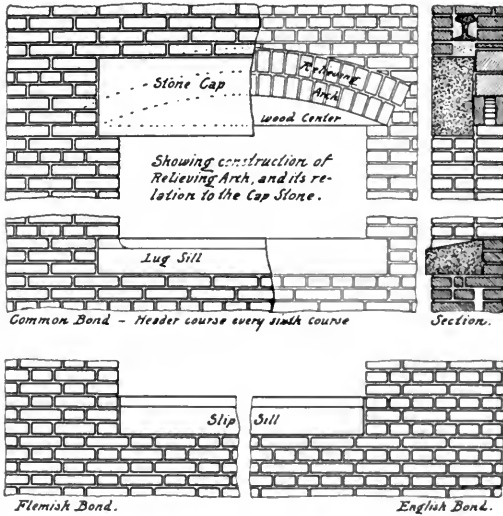 Stone Cap
Relieving
Arch
Wood Center
Showing construction of
Relieving Arch, and its re-
lation to the Cap Stone.
Lug Sill
Common Bond - Header course every sixth course
Section.
Slip Sill
Flemish Bond.
English Bond.